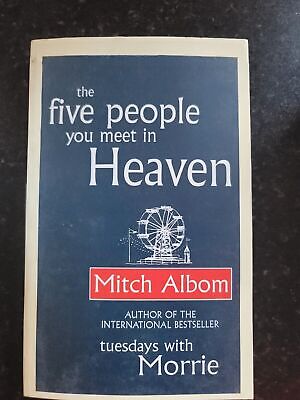 the
five people
you meet in
Heaven
Mitch Albom
AUTHOR OF THE
INTERNATIONAL BESTSELLER
tuesdays with
Morrie